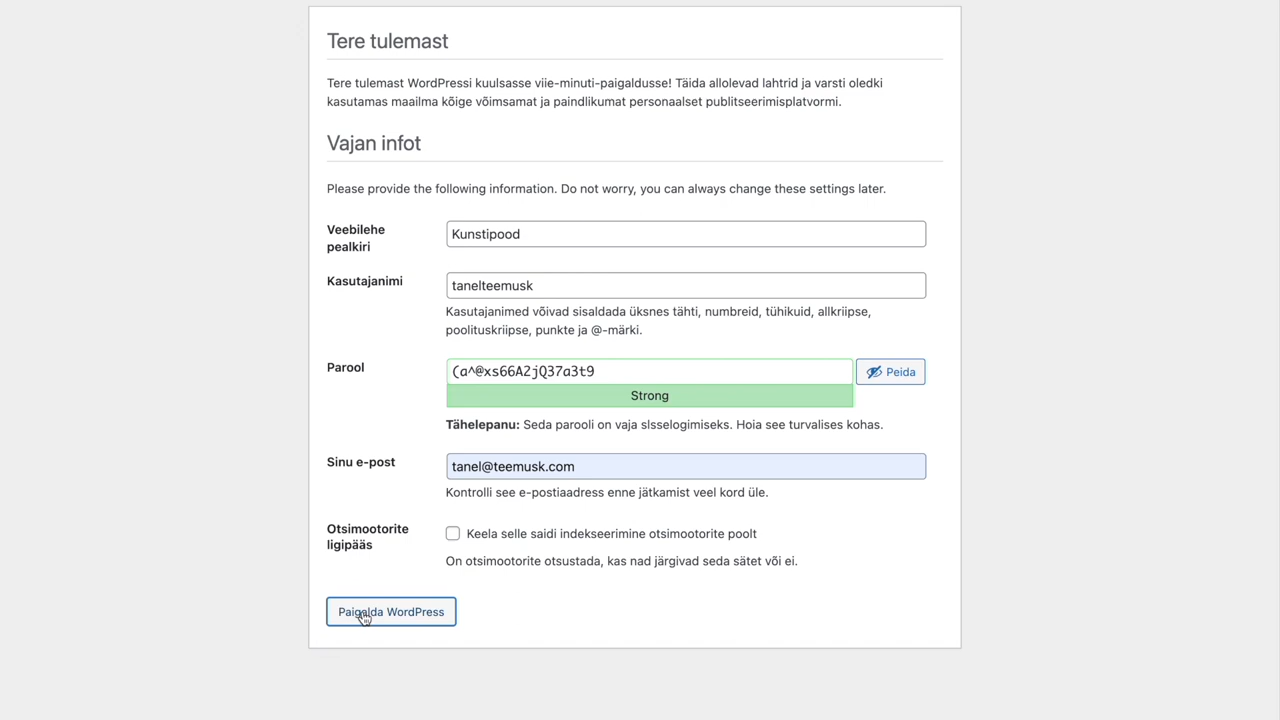 Tere tulemast
Tere tulemast WordPressi kuulsasse viie-minuti-paigaldusse! Täida allolevad lahtrid ja varsti oledki
kasutamas maailma kõige võimsamat ja paindlikumat personaalset publitseerimisplatvormi.
Vajan infot
Please provide the following information. Do not worry, you can always change these settings later.
Veebilehe
pealkiri
Kunstipood
Kasutajanimi
tanelteemusk
Kasutajanimed võivad sisaldada üksnes tähti, numbreid, tühikuid, allkriipse,
poolituskriipse, punkte ja @-märki.
Parool
(a^@xs66A2jQ37a3t9
Peida
Strong
Tähelepanu: Seda parooli on vaja slsselogimiseks. Hoia see turvalises kohas.
Sinu e-post
tanel@teemusk.com
Kontrolli see e-postiaadress enne jätkamist veel kord üle.
Otsimootorite
ligipääs
Keela selle saidi indekseerimine otsimootorite poolt
On otsimootorite otsustada, kas nad järgivad seda sätet või ei.
Paigalda WordPress